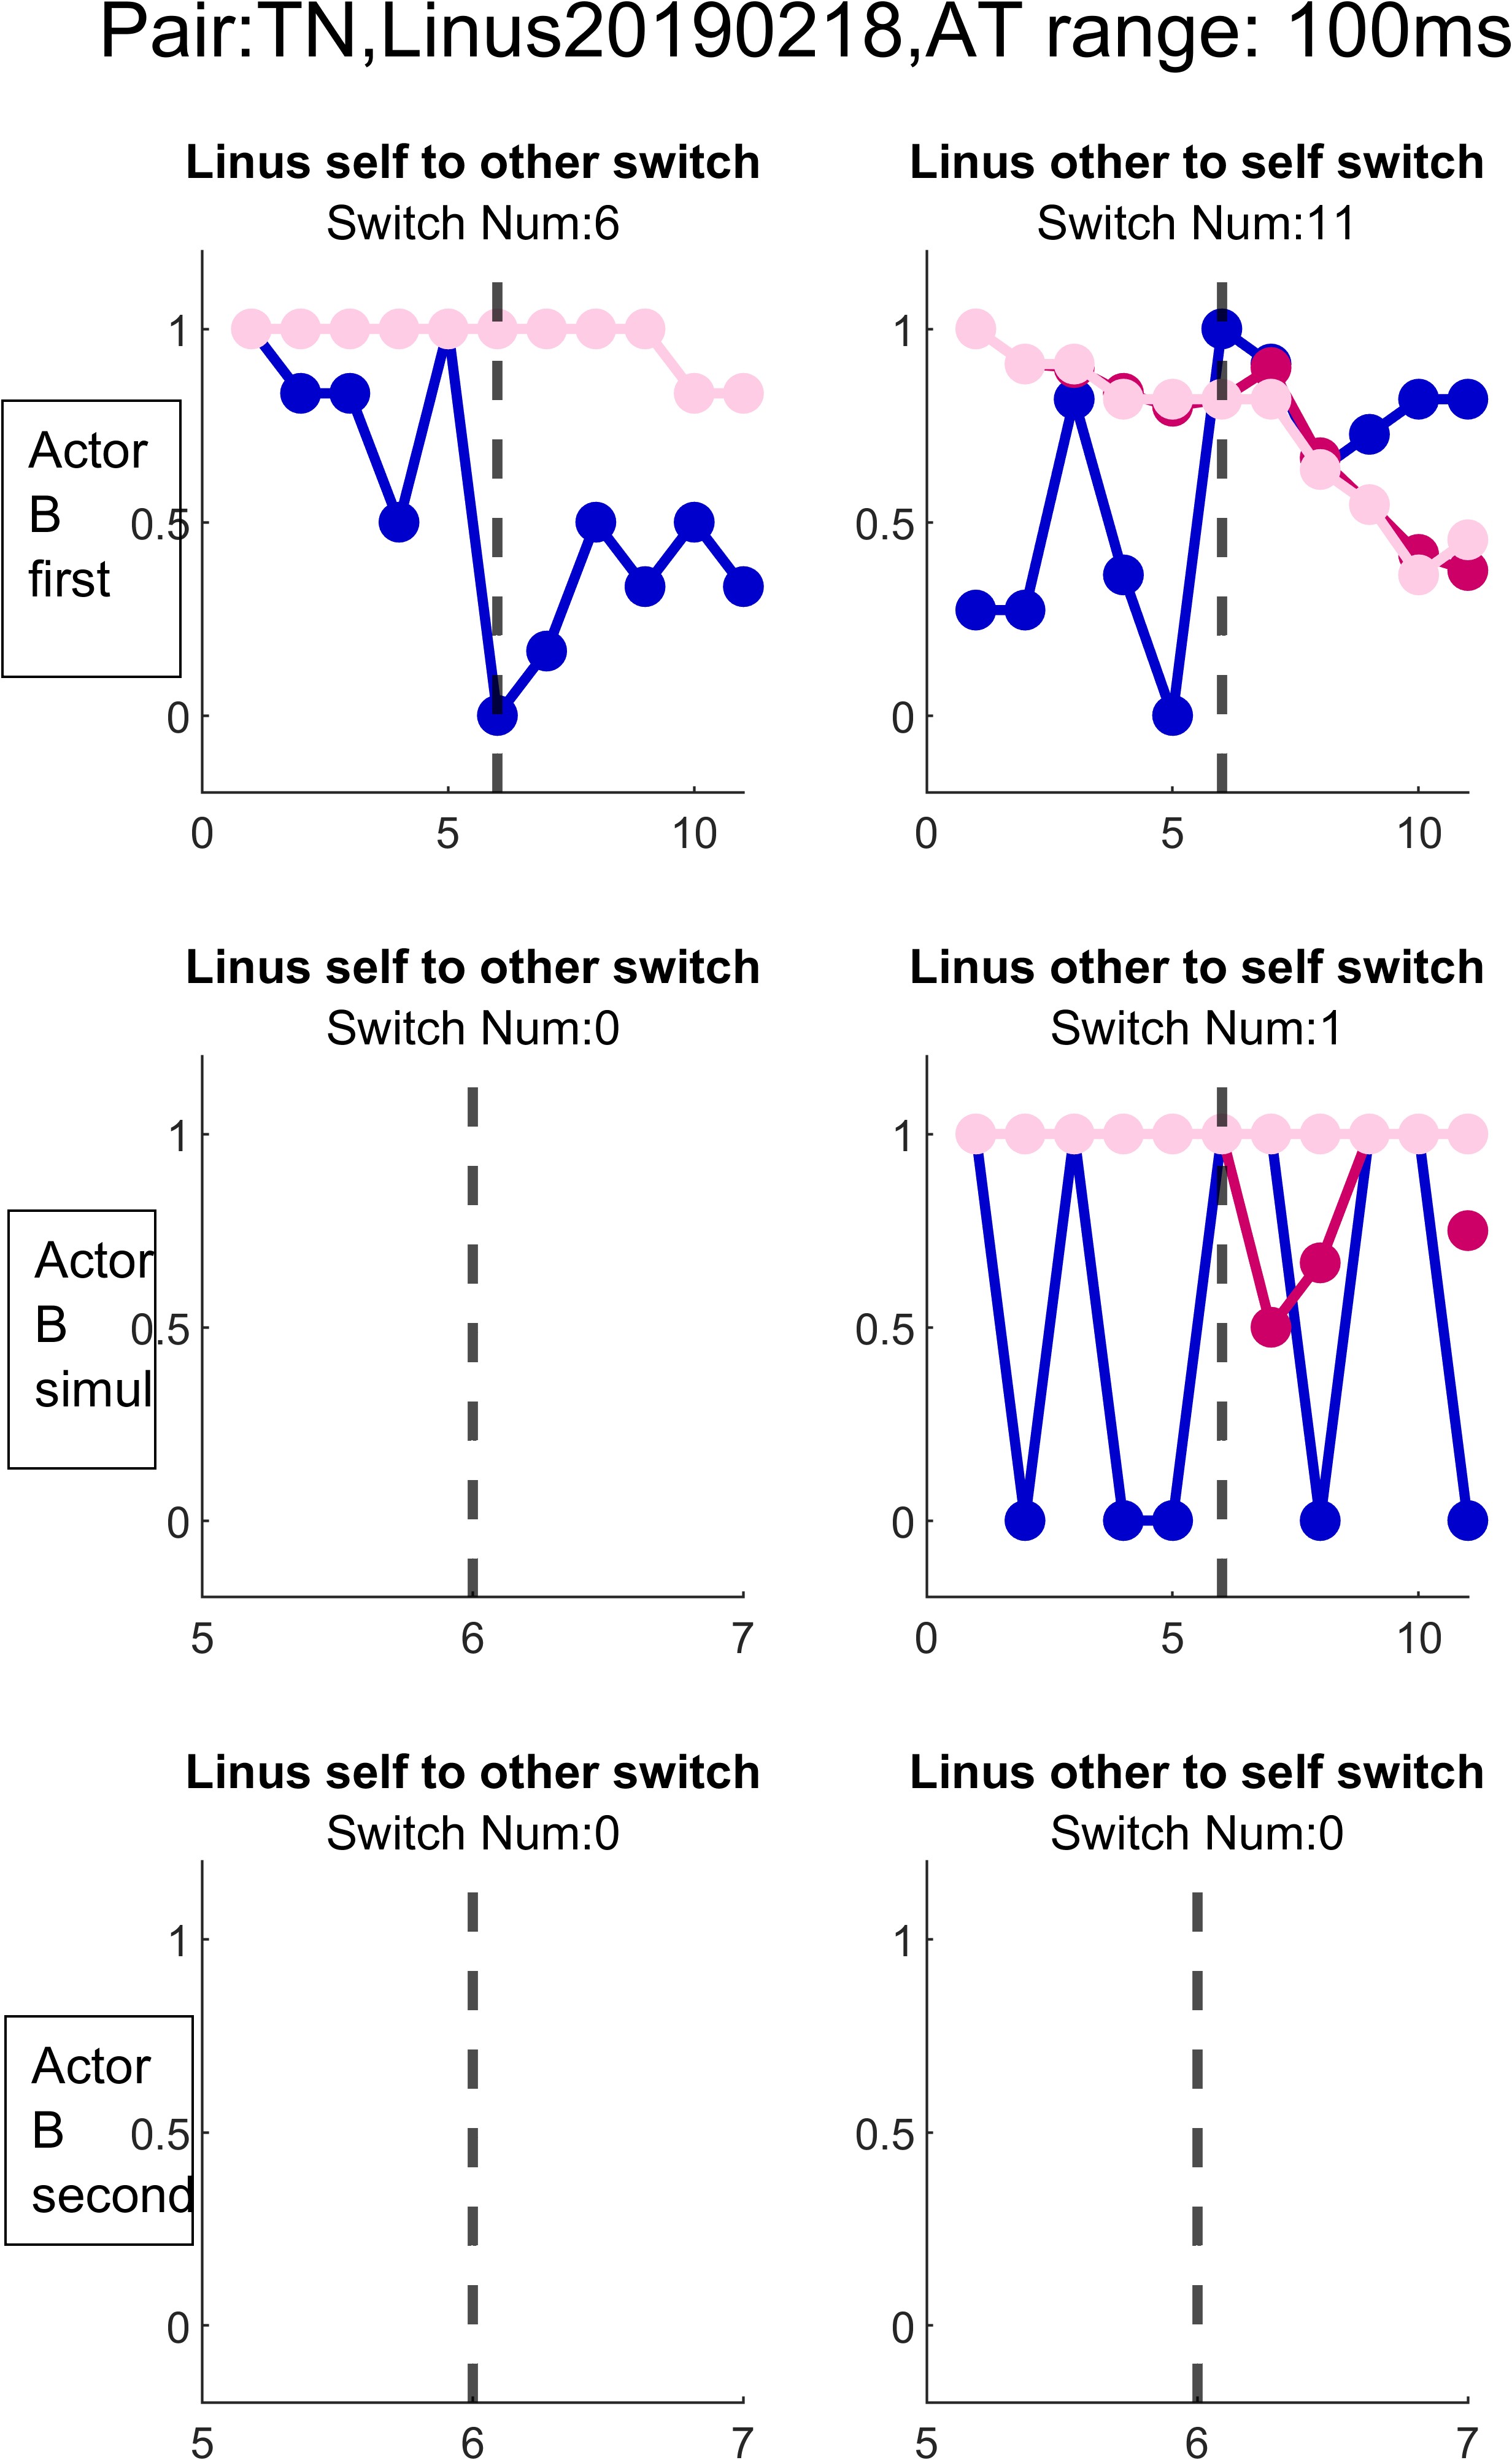 Pair:TN,Linus20190218,AT range: 100ms
Linus self to other switch
Switch Num:6
1
0.5
0
0 5 10
Linus other to self switch
Switch Num:11
1
0.5
0
0 5 10
Actor
B
first
Linus self to other switch
Switch Num:0
1
0.5
0
5 6 7
Linus other to self switch
Switch Num:1
1
0.5
0
0 5 10
Actor
B
simul
Linus self to other switch
Switch Num:0
1
0.5
0
5 6 7
Linus other to self switch
Switch Num:0
1
0.5
0
5 6 7
Actor
B
second